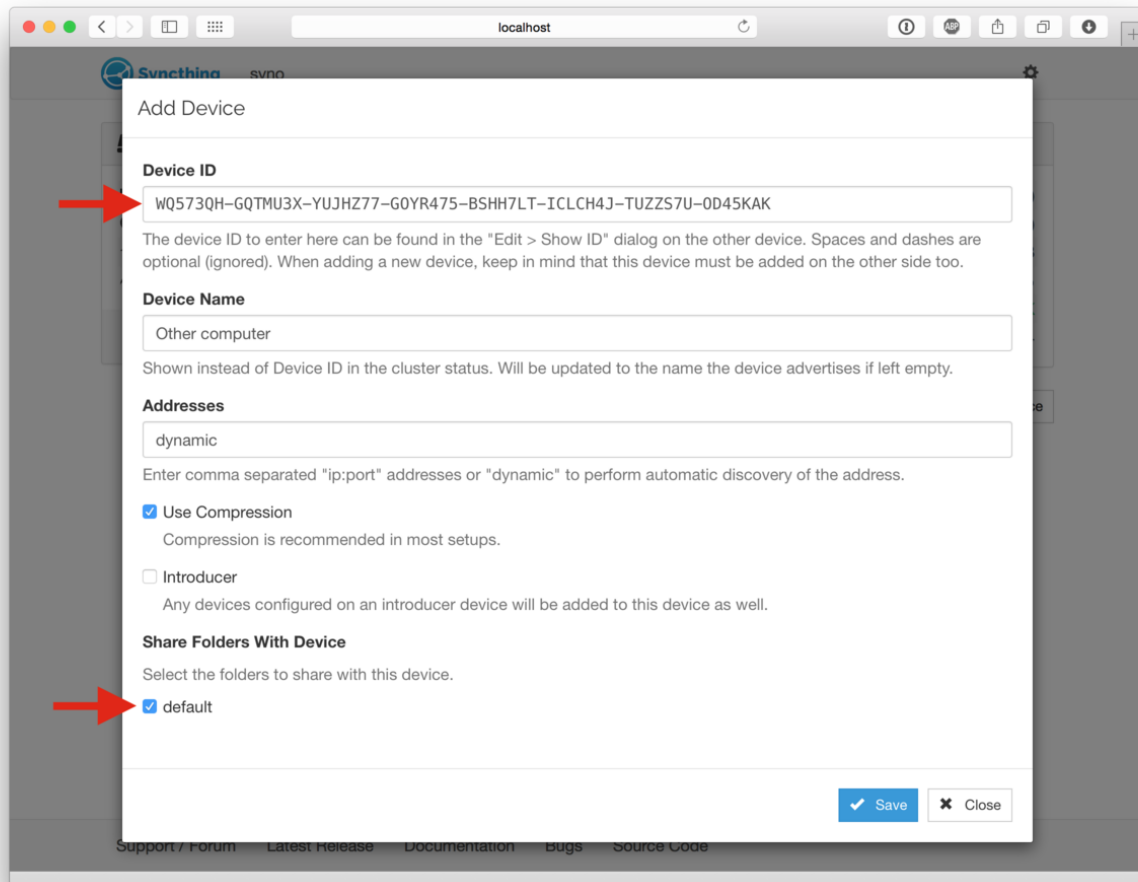 localhost
ABP
Syncthing syno
Add Device
Device ID
WQ573QH-GQTMU3X-YUJHZ77-GOYR475-BSHH7LT-ICLCH4J-TUZZS7U-OD45KAK
The device ID to enter here can be found in the "Edit > Show ID" dialog on the other device. Spaces and dashes are
optional (ignored). When adding a new device, keep in mind that this device must be added on the other side too.
Device Name
Other computer
Shown instead of Device ID in the cluster status. Will be updated to the name the device advertises if left empty.
Addresses
dynamic
Enter comma separated "ip:port" addresses or "dynamic" to perform automatic discovery of the address.
Use Compression
Compression is recommended in most setups.
Introducer
Any devices configured on an introducer device will be added to this device as well.
Share Folders With Device
Select the folders to share with this device.
default
Save Close
Support / Forum Latest Release Documentation Bugs Source Code